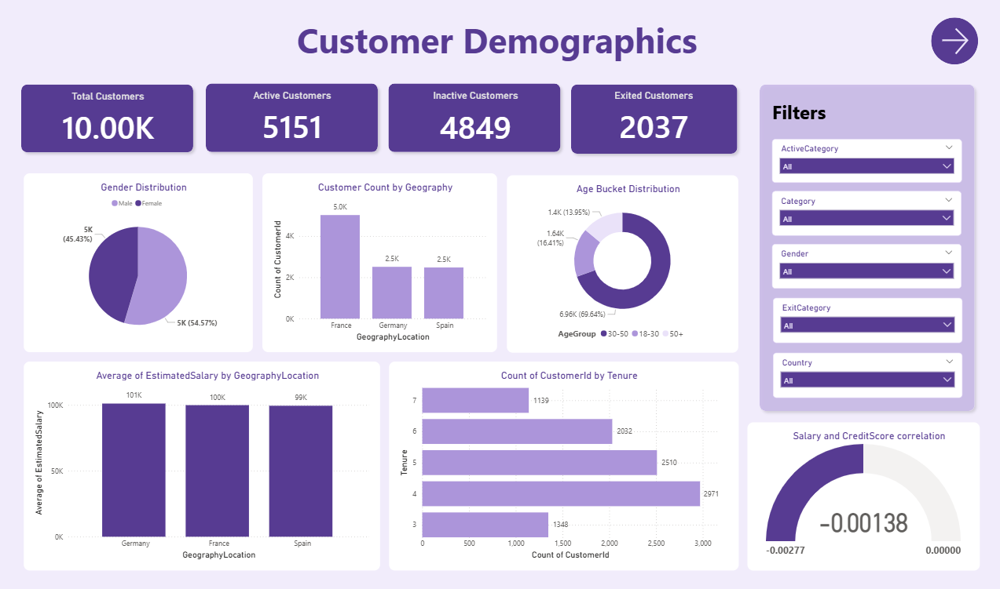 Customer Demographics
Total Customers
10.00K
Active Customers
5151
Inactive Customers
4849
Exited Customers
2037
Filters
ActiveCategory
All
Category
All
Gender
All
ExitCategory
All
Country
All
Gender Distribution
Male Female
5K
(45.43%)
5K (54.57%)
Customer Count by Geography
Count of CustomerId
4K
2K
0K
5.0K
2.5K
2.5K
France Germany Spain
GeographyLocation
Age Bucket Distribution
1.4K (13.95%)
1.64K
(16.41%)
6.96K (69.64%)
AgeGroup 30-50 18-30 50+
Average of EstimatedSalary by GeographyLocation
Average of EstimatedSalary
100K
50K
0K
101K
100K
99K
Germany France Spain
GeographyLocation
Count of CustomerId by Tenure
Tenure
7 1139
6 2032
5 2510
4 2971
3 1348
0 500 1,000 1,500 2,000 2,500 3,000
Count of CustomerId
Salary and CreditScore correlation
-0.00138
-0.00277 0.00000